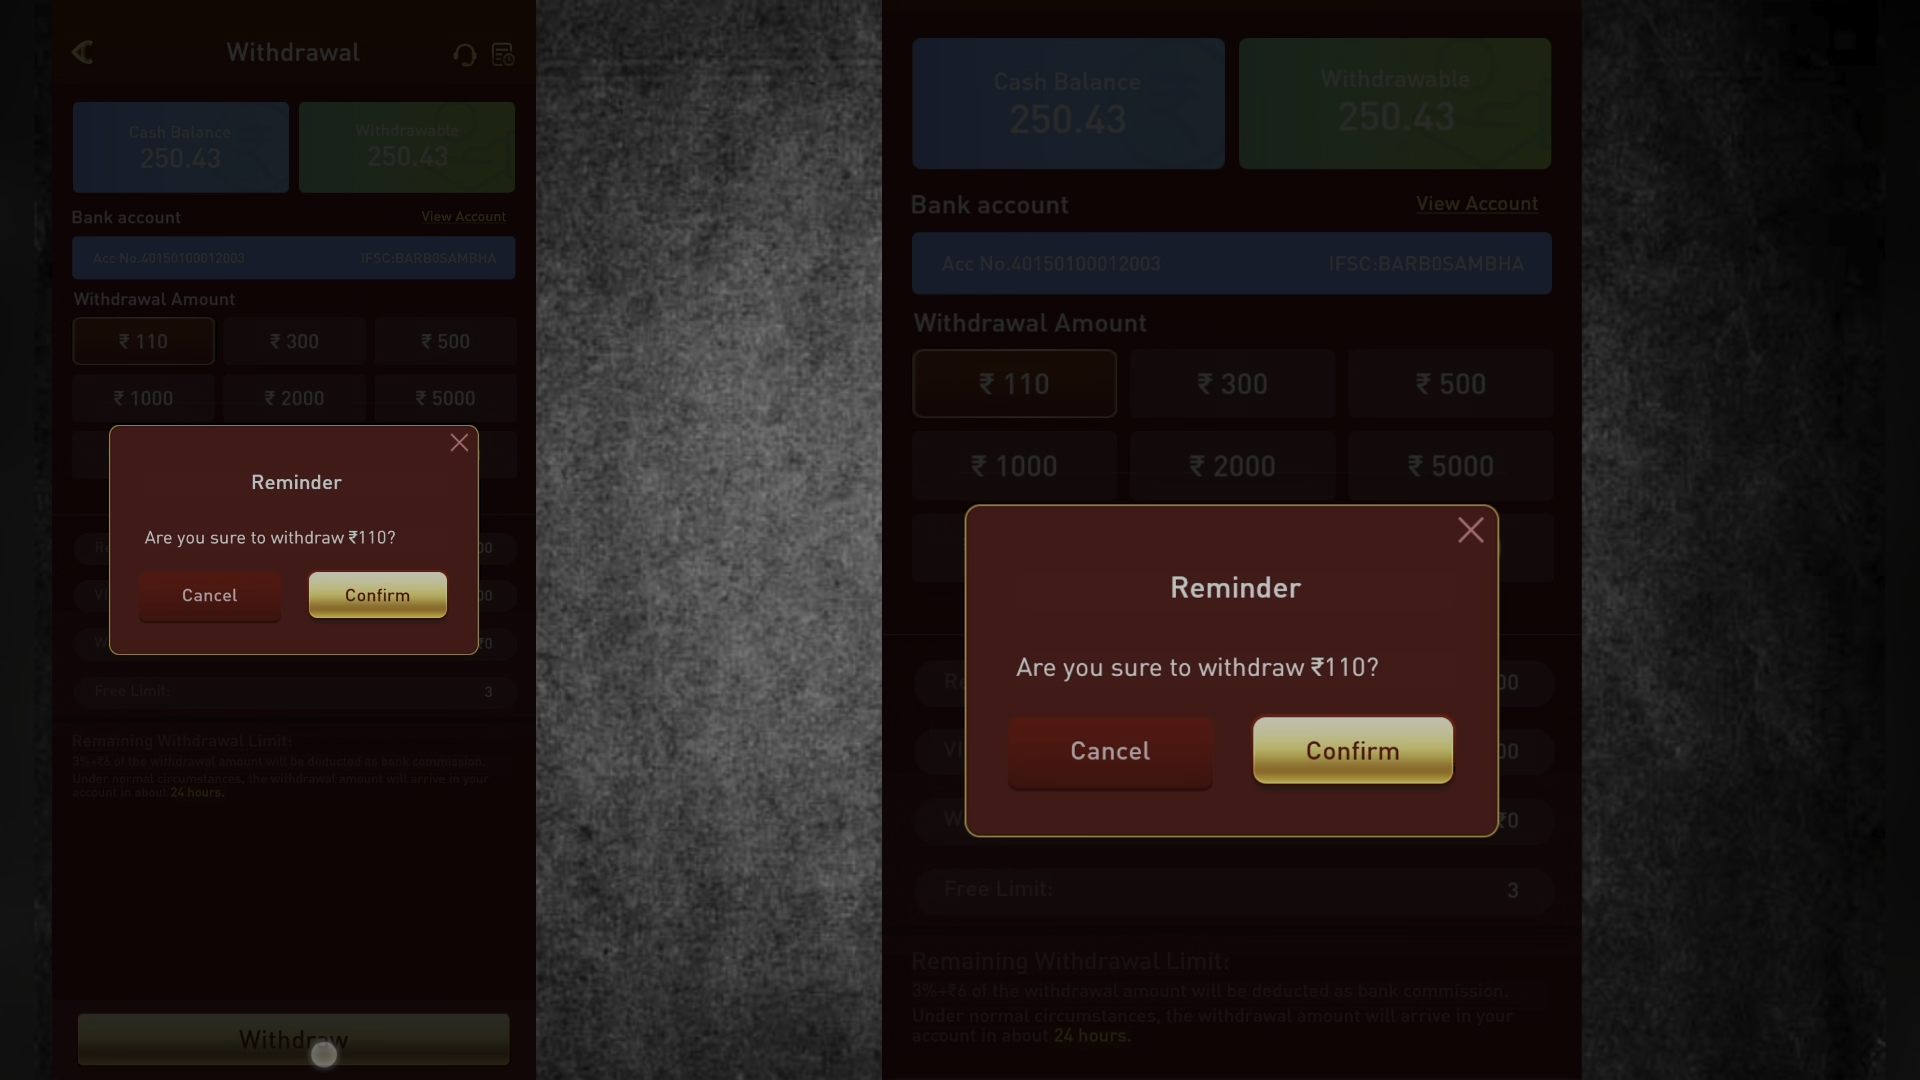 Withdrawal
Cash Balance
250.43
Withdrawable
250.43
Bank account
View Account
Acc No.40150100012003
IFSC:BARB0SAMBHA
Withdrawal Amount
₹ 110
₹ 300
₹ 500
₹ 1000
₹ 2000
₹ 5000
Reminder
Are you sure to withdraw ₹110?
Cancel
Confirm
Free Limit:
3
Remaining Withdrawal Limit:
3%+₹6 of the withdrawal amount will be deducted as bank commission.
Under normal circumstances, the withdrawal amount will arrive in your
account in about 24 hours.
Withdraw
Cash Balance
250.43
Withdrawable
250.43
Bank account
View Account
Acc No.40150100012003
IFSC:BARB0SAMBHA
Withdrawal Amount
₹ 110
₹ 300
₹ 500
₹ 1000
₹ 2000
₹ 5000
Reminder
Are you sure to withdraw ₹110?
Cancel
Confirm
₹0
Free Limit:
3
Remaining Withdrawal Limit:
3%+₹6 of the withdrawal amount will be deducted as bank commission.
Under normal circumstances, the withdrawal amount will arrive in your
account in about 24 hours.